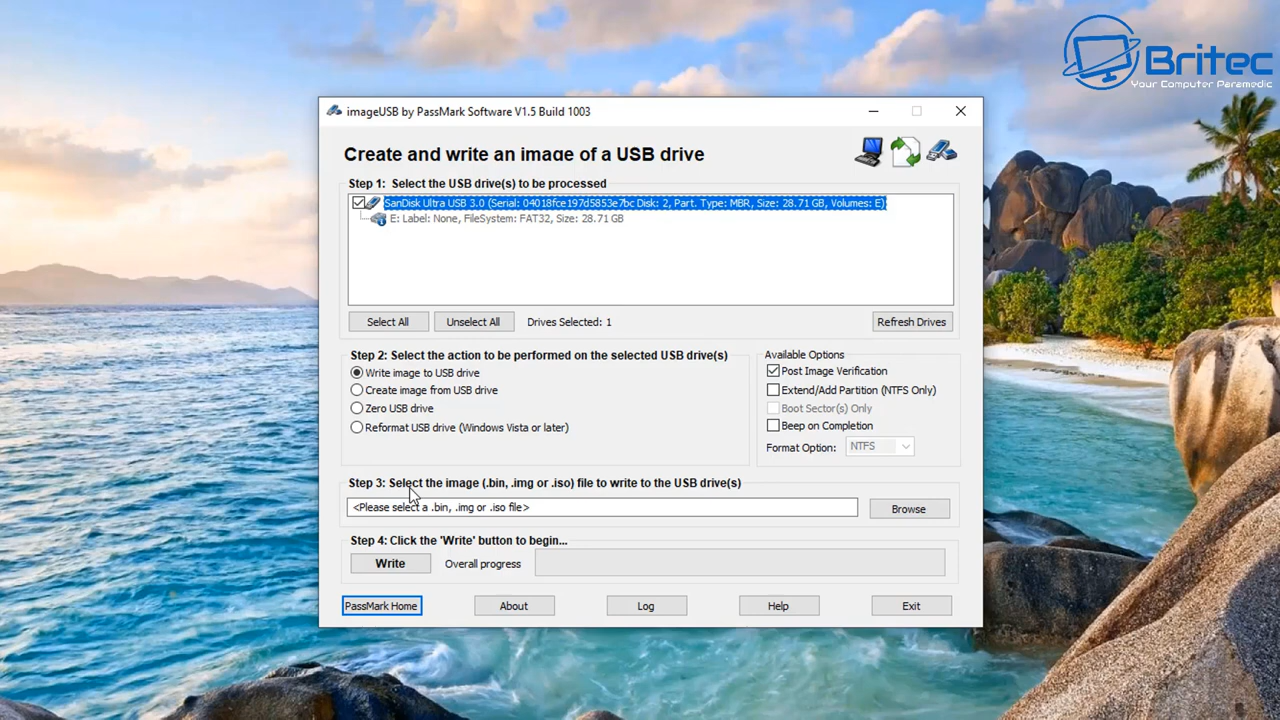 Britec
Your Computer Paramedic
imageUSB by PassMark Software V1.5 Build 1003
Create and write an image of a USB drive
Step 1: Select the USB drive(s) to be processed
SanDisk Ultra USB 3.0 (Serial: 04018fce197d5853e7bc Disk: 2, Part. Type: MBR, Size: 28.71 GB, Volumes: E)
E: Label: None, FileSystem: FAT32, Size: 28.71 GB
Select All
Unselect All
Drives Selected: 1
Refresh Drives
Step 2: Select the action to be performed on the selected USB drive(s)
Write image to USB drive
Create image from USB drive
Zero USB drive
Reformat USB drive (Windows Vista or later)
Available Options
Post Image Verification
Extend/Add Partition (NTFS Only)
Boot Sector(s) Only
Beep on Completion
Format Option: NTFS
Step 3: Select the image (.bin, .img or .iso) file to write to the USB drive(s)
<Please select a .bin, .img or .iso file>
Browse
Step 4: Click the 'Write' button to begin...
Write
Overall progress
PassMark Home
About
Log
Help
Exit